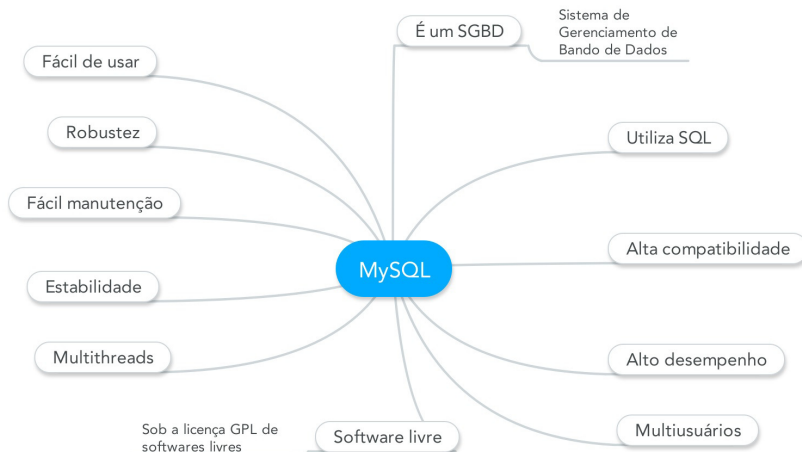 É um SGBD
Sistema de
Gerenciamento de
Bando de Dados
Fácil de usar
Robustez
Utiliza SQL
Fácil manutenção
MySQL
Alta compatibilidade
Estabilidade
Multithreads
Alto desempenho
Sob a licença GPL de
softwares livres
Software livre
Multiusuários